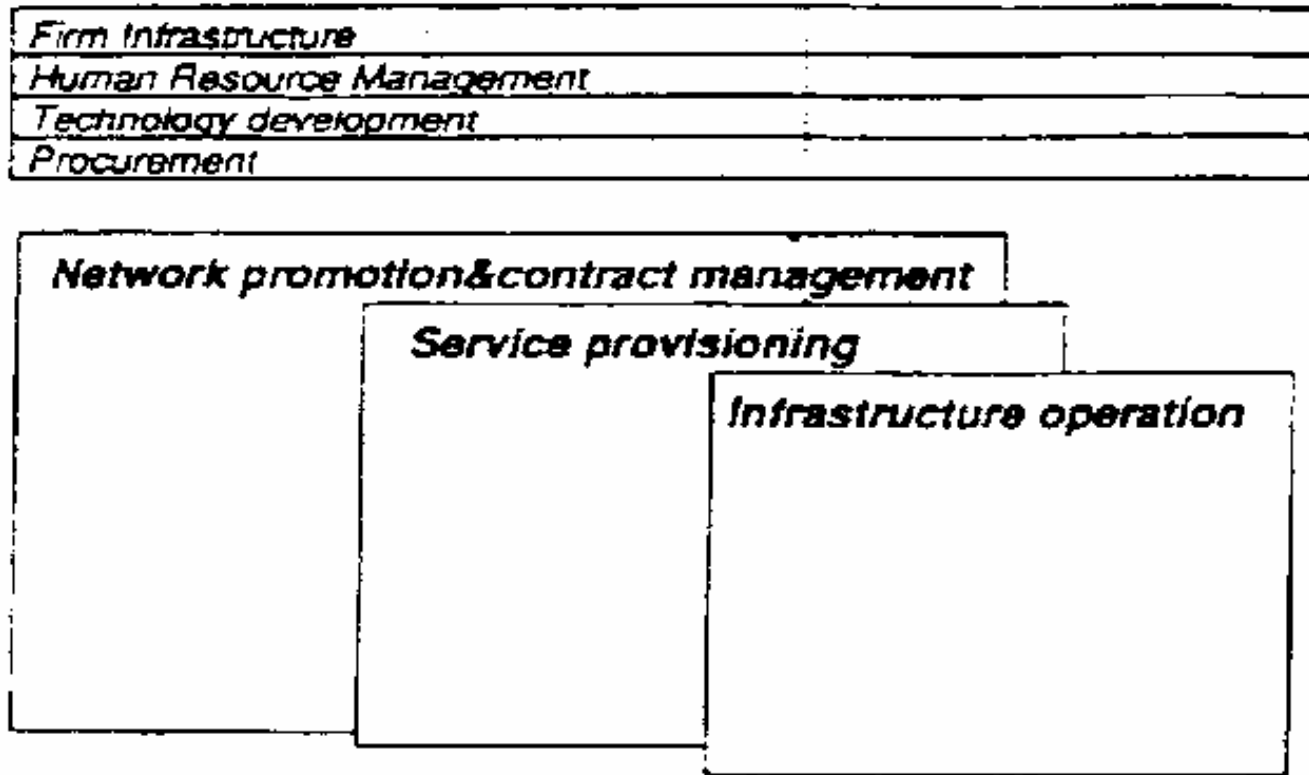 Firm Infrastructure
Human Resource Management
Technology development
Procurement
Network promotion&contract management
Service provisioning
Infrastructure operation